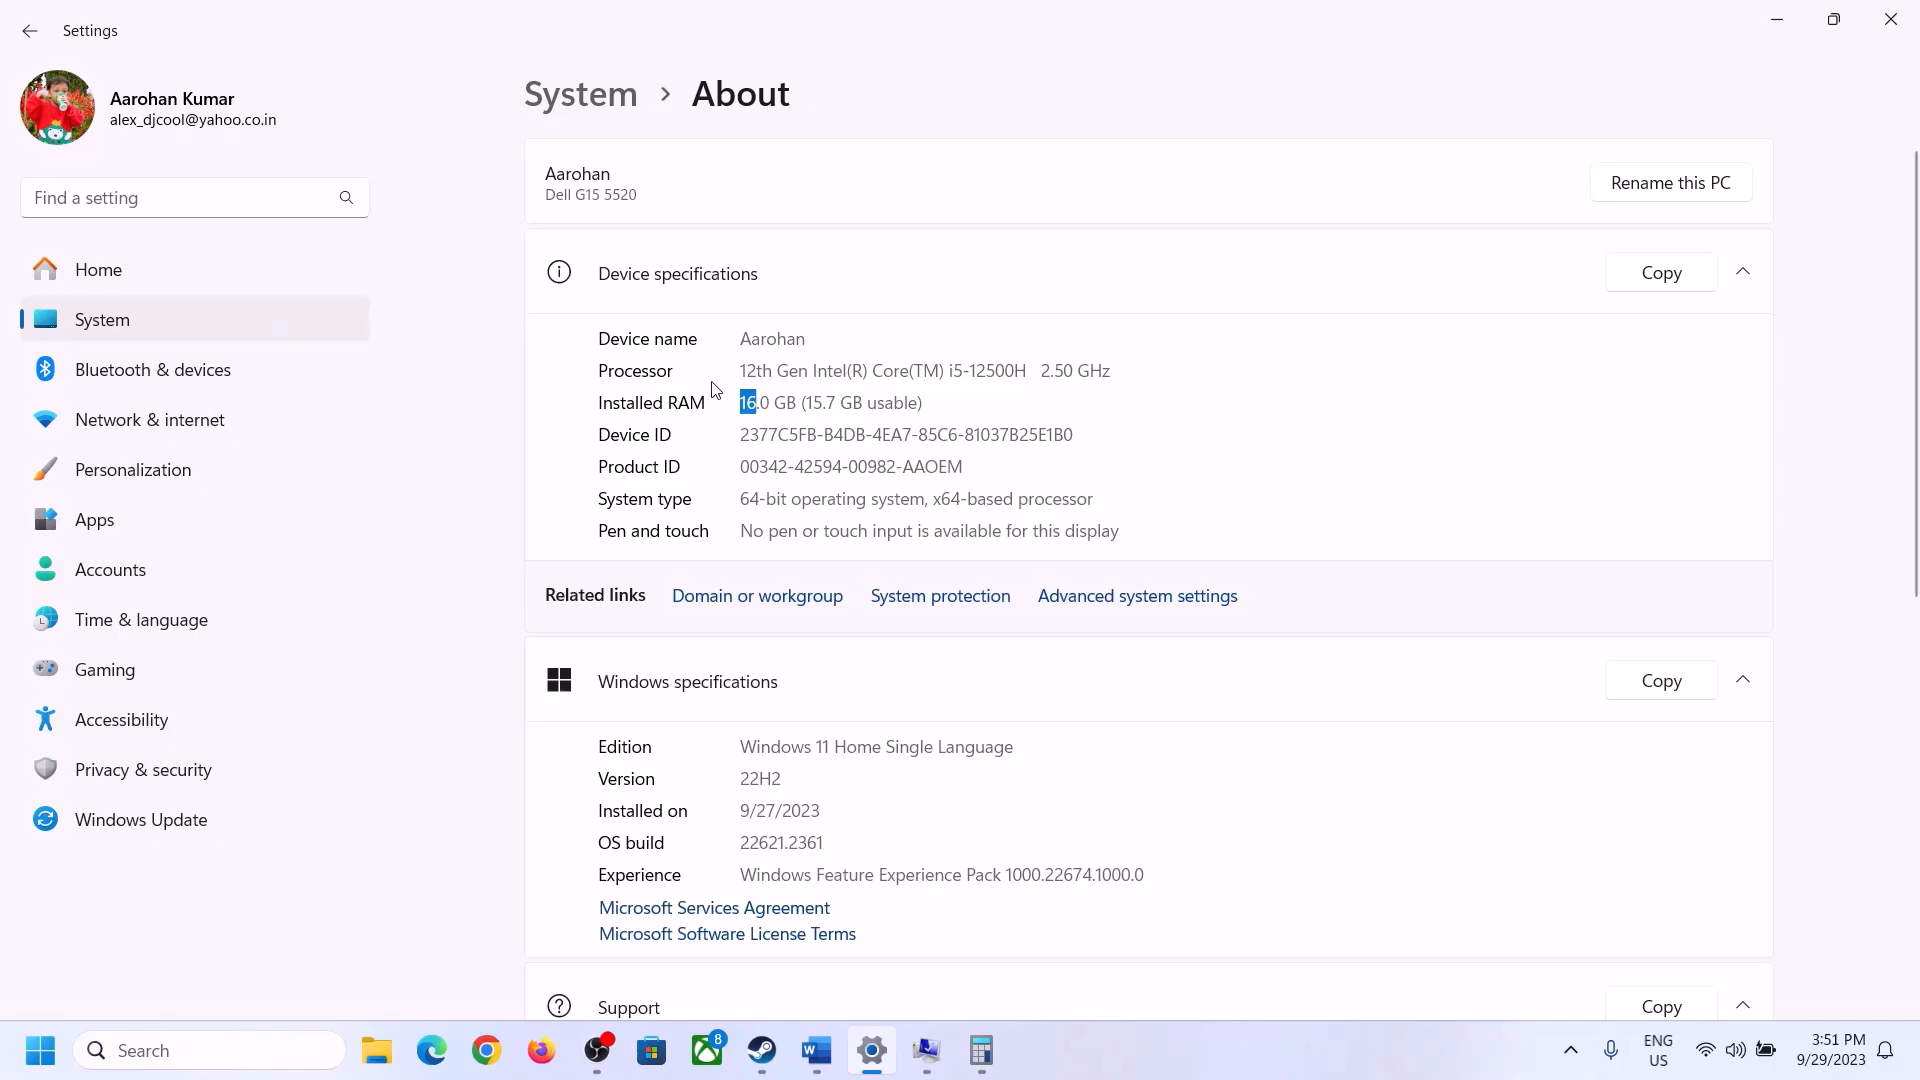 Settings
Aarohan Kumar
alex_djcool@yahoo.co.in
Find a setting
Home
System
Bluetooth & devices
Network & internet
Personalization
Apps
Accounts
Time & language
Gaming
Accessibility
Privacy & security
Windows Update
System > About
Aarohan
Dell G15 5520
Rename this PC
Device specifications
Copy
Device name Aarohan
Processor 12th Gen Intel(R) Core(TM) i5-12500H 2.50 GHz
Installed RAM 16.0 GB (15.7 GB usable)
Device ID 2377C5FB-B4DB-4EA7-85C6-81037B25E1B0
Product ID 00342-42594-00982-AAOEM
System type 64-bit operating system, x64-based processor
Pen and touch No pen or touch input is available for this display
Related links Domain or workgroup System protection Advanced system settings
Windows specifications
Copy
Edition Windows 11 Home Single Language
Version 22H2
Installed on 9/27/2023
OS build 22621.2361
Experience Windows Feature Experience Pack 1000.22674.1000.0
Microsoft Services Agreement
Microsoft Software License Terms
Support
Copy
Search
8
ENG
US
3:51 PM
9/29/2023